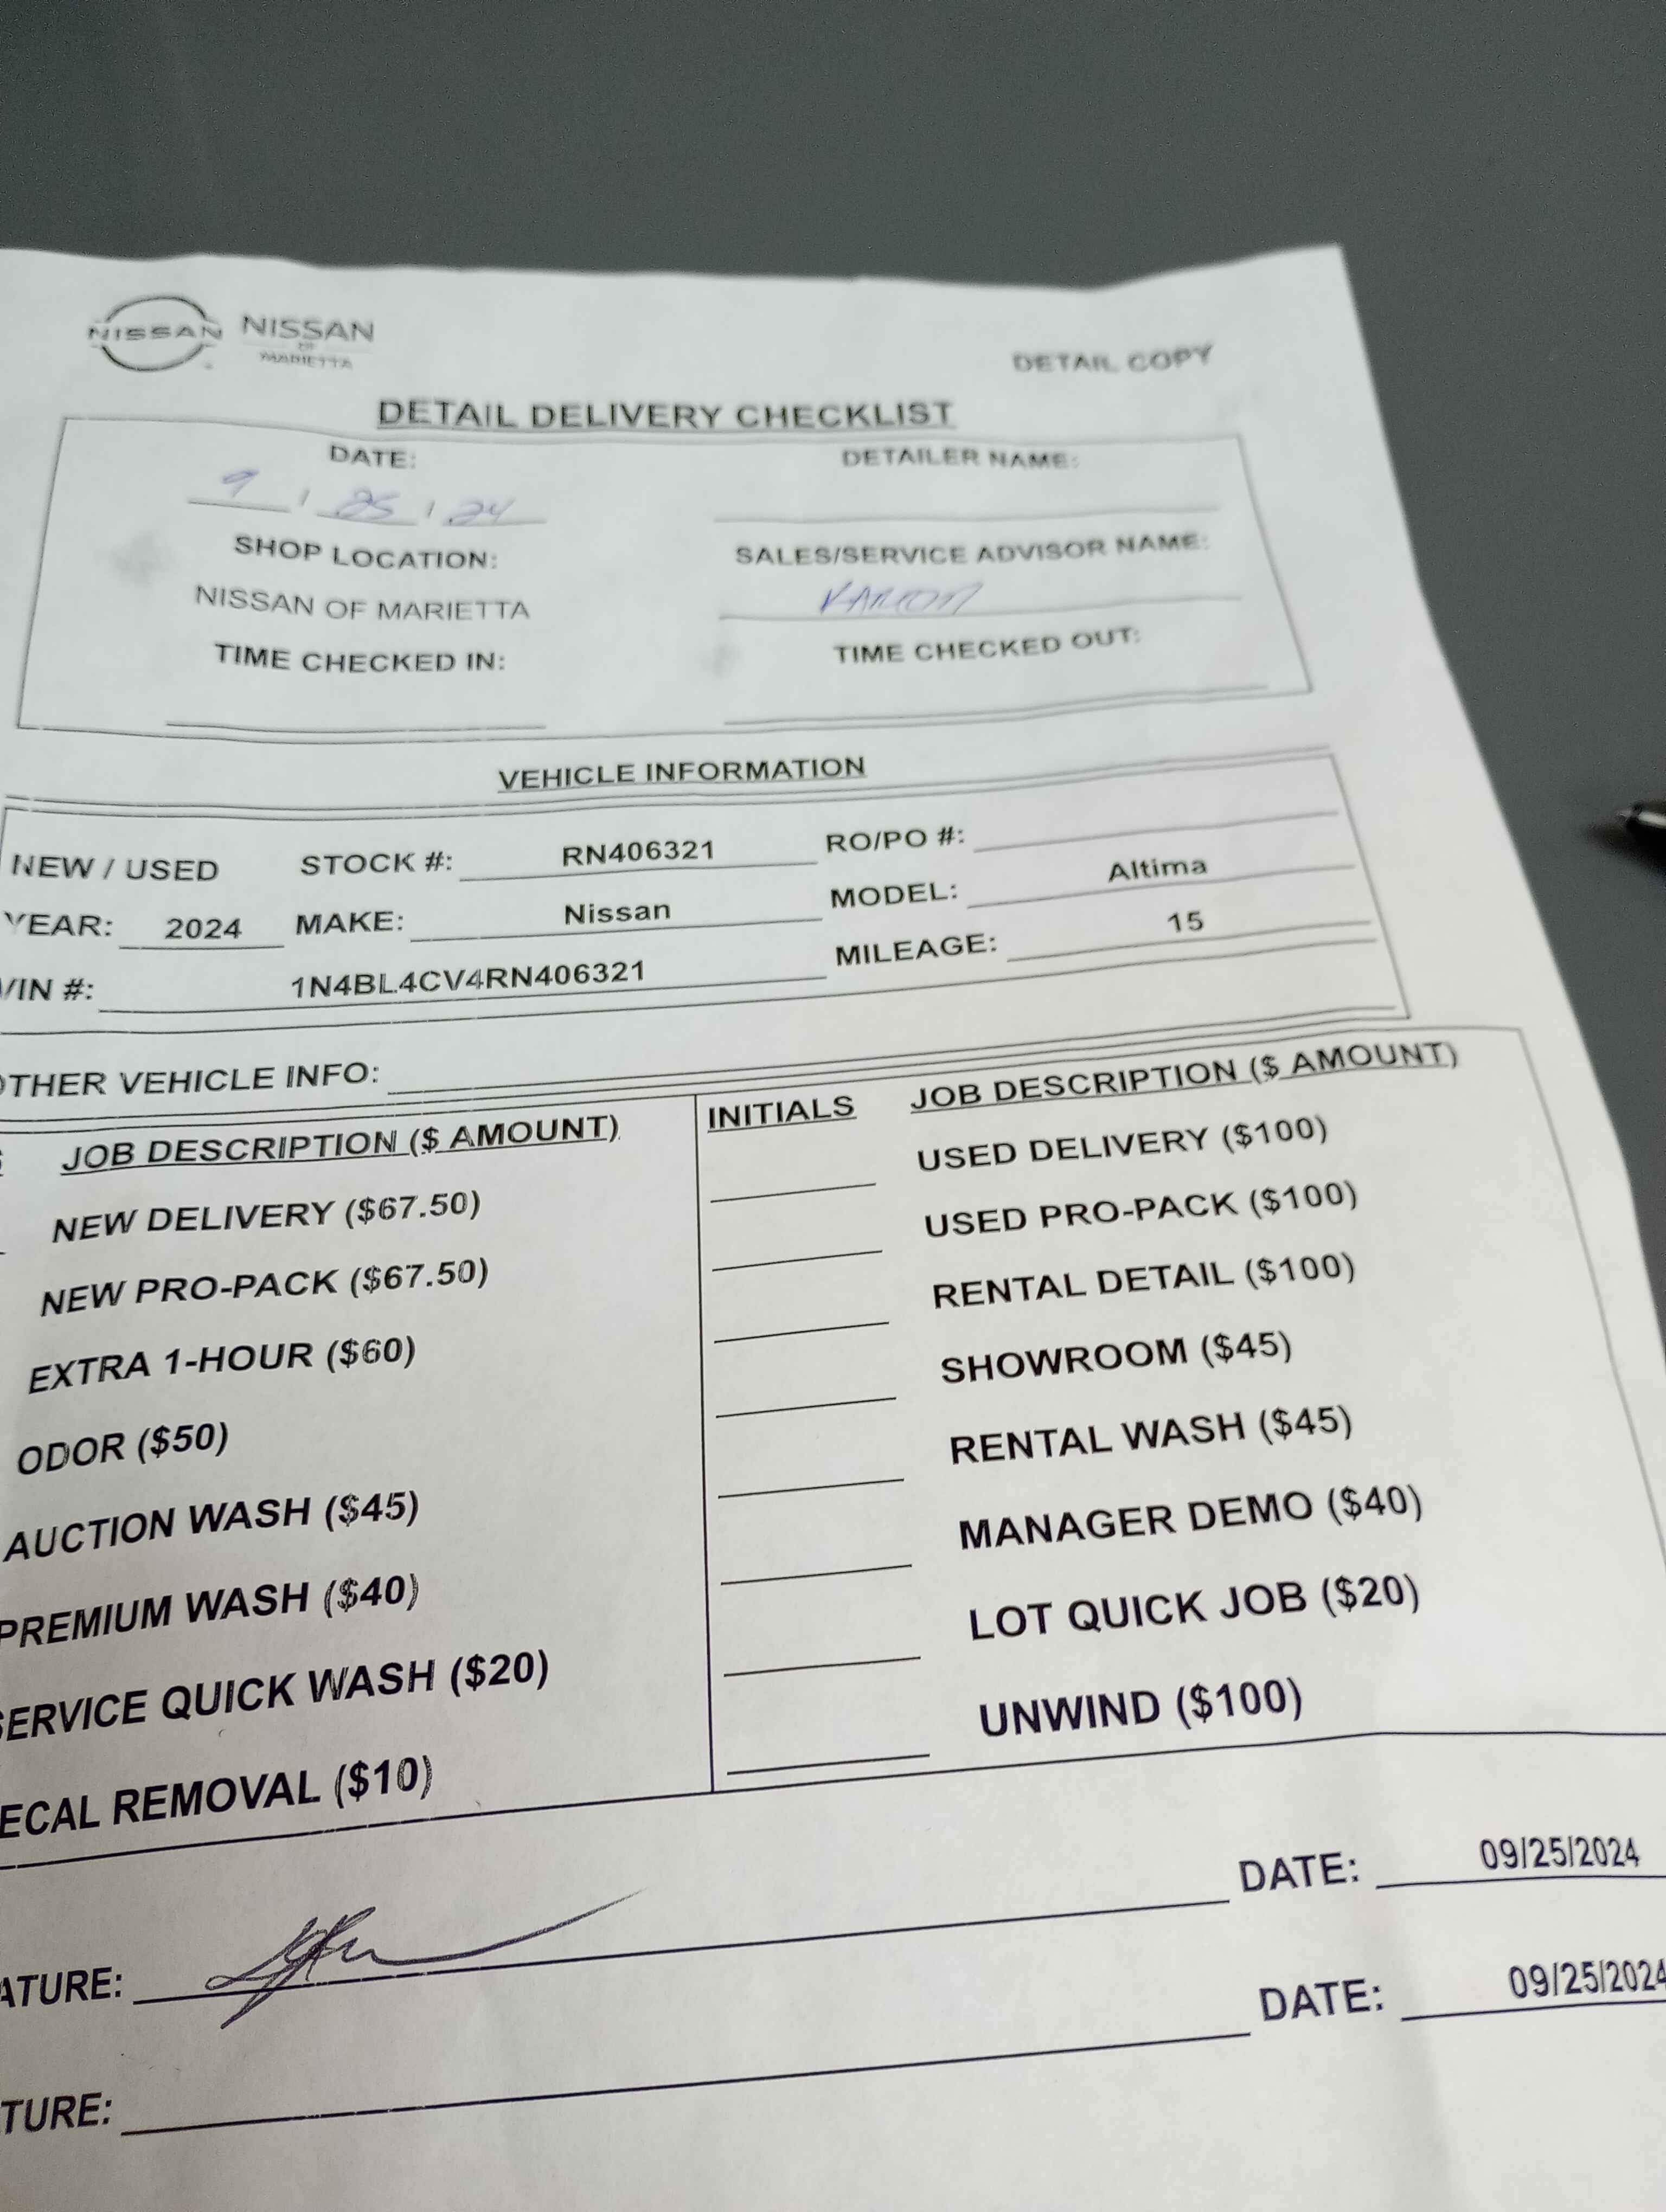 NISSAN NISSAN
OF
MARIETTA
DETAIL COPY
DETAIL DELIVERY CHECKLIST
DATE: DETAILER NAME:
9 / 25 / 24
SHOP LOCATION: SALES/SERVICE ADVISOR NAME:
NISSAN OF MARIETTA
TIME CHECKED IN: TIME CHECKED OUT:
VEHICLE INFORMATION
NEW / USED STOCK #: RN406321 RO/PO #:
YEAR: 2024 MAKE: Nissan MODEL: Altima
VIN #: 1N4BL4CV4RN406321 MILEAGE: 15
OTHER VEHICLE INFO:
JOB DESCRIPTION ($ AMOUNT) INITIALS JOB DESCRIPTION ($ AMOUNT)
NEW DELIVERY ($67.50) USED DELIVERY ($100)
NEW PRO-PACK ($67.50) USED PRO-PACK ($100)
EXTRA 1-HOUR ($60) RENTAL DETAIL ($100)
ODOR ($50) SHOWROOM ($45)
AUCTION WASH ($45) RENTAL WASH ($45)
PREMIUM WASH ($40) MANAGER DEMO ($40)
SERVICE QUICK WASH ($20) LOT QUICK JOB ($20)
ECAL REMOVAL ($10) UNWIND ($100)
ATURE: DATE: 09/25/2024
TURE: DATE: 09/25/2024